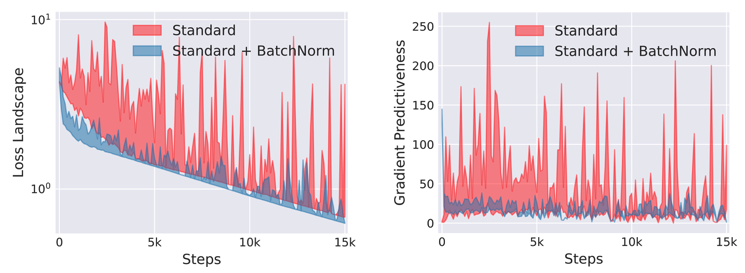 10¹
10⁰
Loss Landscape
Standard
Standard + BatchNorm
0
5k
10k
15k
Steps
250
200
150
100
50
0
Gradient Predictiveness
Standard
Standard + BatchNorm
0
5k
10k
15k
Steps